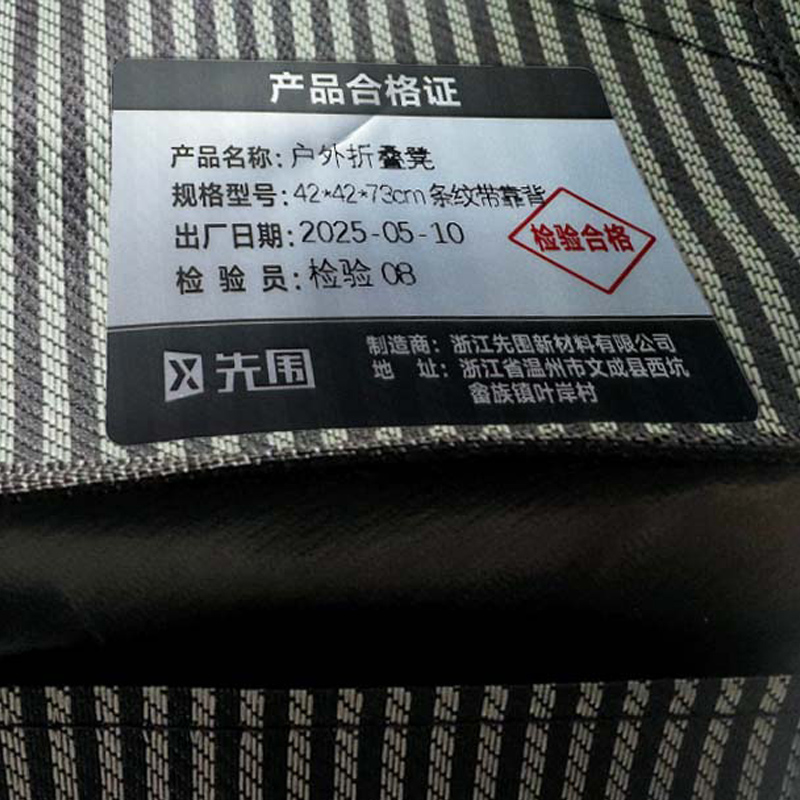 产品合格证
产品名称：户外折叠凳
规格型号：42*42*73cm条纹带靠背
出厂日期：2025-05-10
检验员：检验08
检验合格
先围
制造商：浙江先围新材料有限公司
地址：浙江省温州市文成县西坑
畲族镇叶岸村